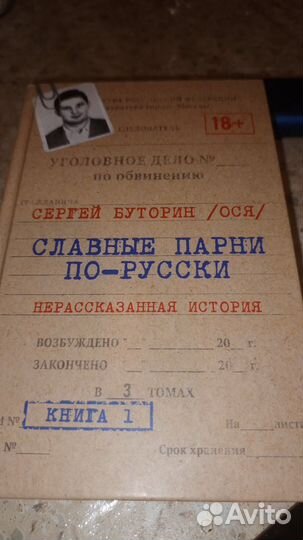 18+
УГОЛОВНОЕ ДЕЛО №
по обвинению
СЕРГЕЙ БУТОРИН /ОСЯ/
СЛАВНЫЕ ПАРНИ
ПО-РУССКИ
НЕРАССКАЗАННАЯ ИСТОРИЯ
ВОЗБУЖДЕНО 20 г.
ЗАКОНЧЕНО 20 г.
В 3 ТОМАХ
КНИГА 1
На
№ Срок хранения
Avito